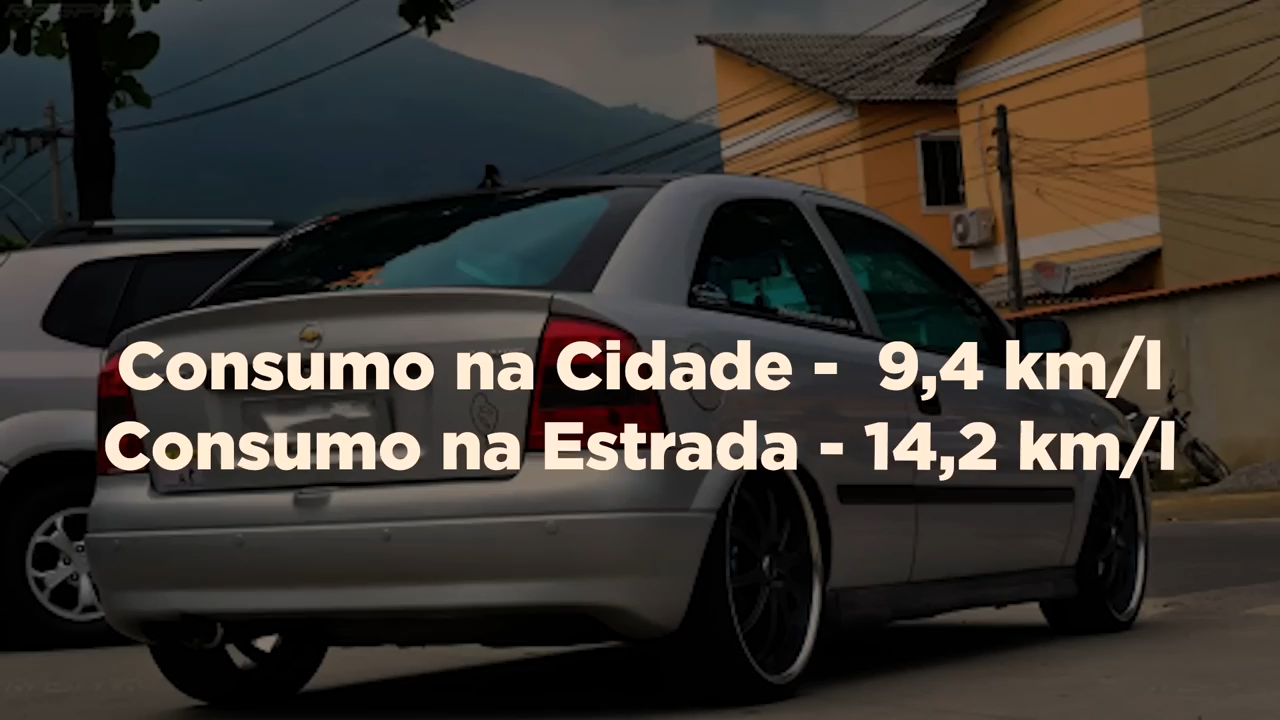 Consumo na Cidade -  9,4 km/l
Consumo na Estrada - 14,2 km/l